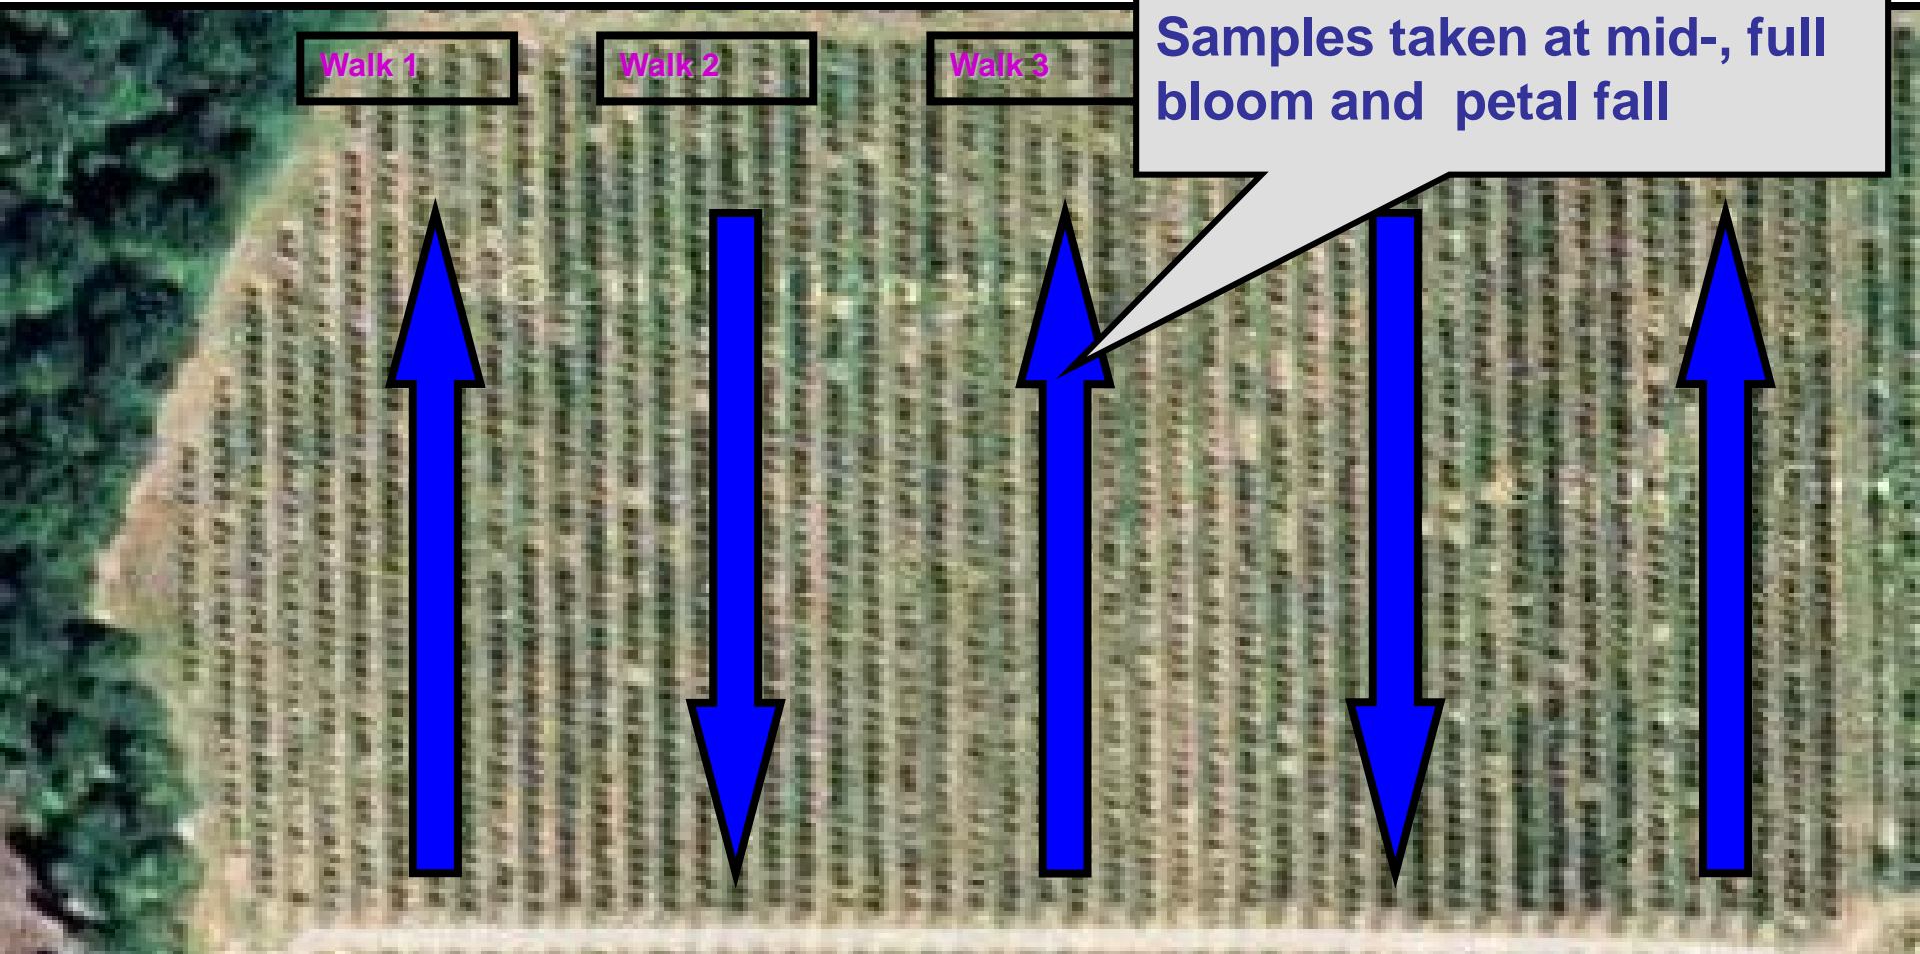 Walk 1
Walk 2
Walk 3
Samples taken at mid-, full
bloom and petal fall